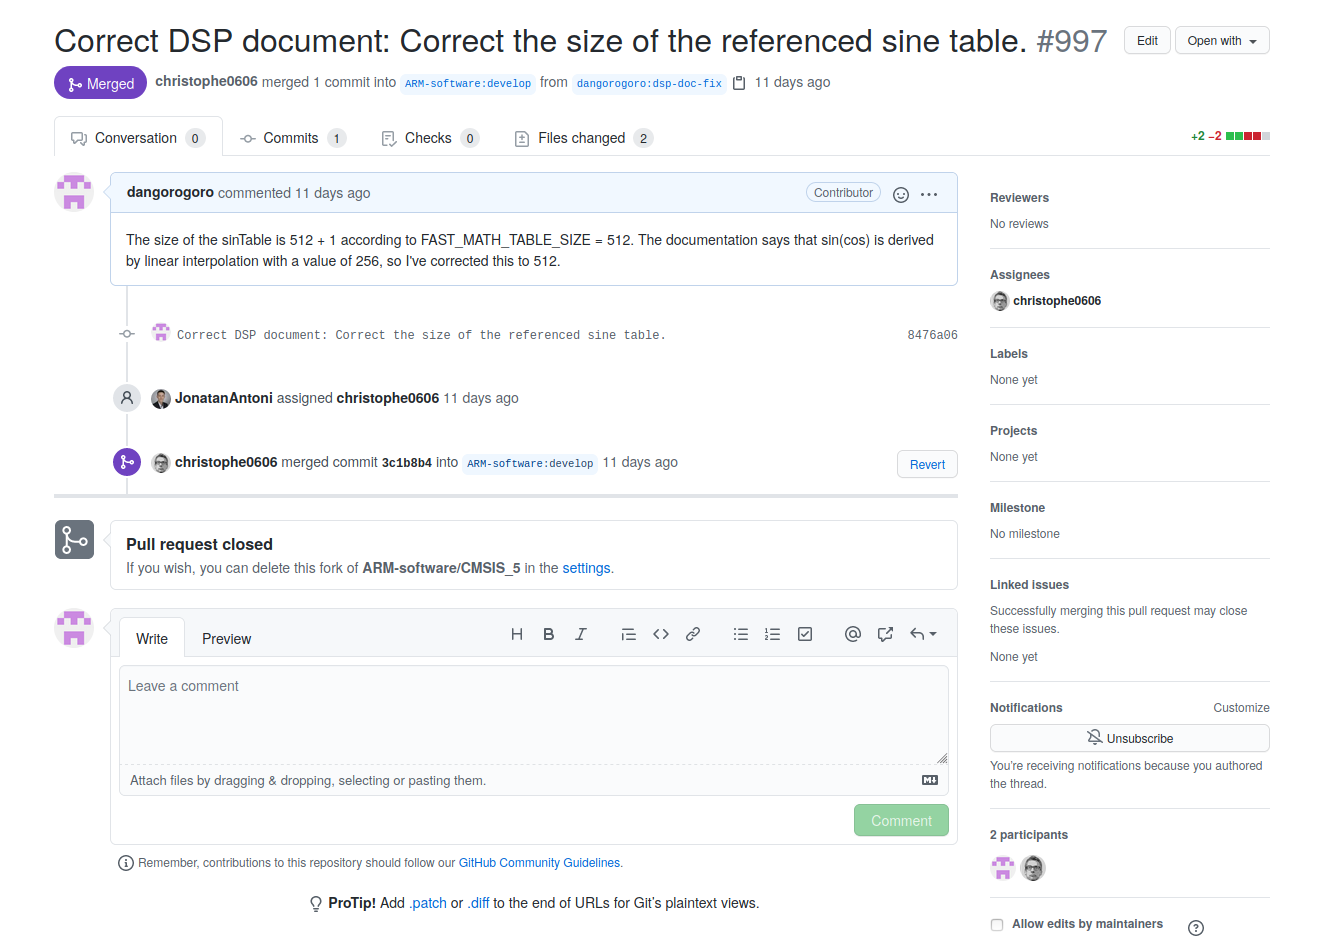 Correct DSP document: Correct the size of the referenced sine table. #997
Edit
Open with
Merged
christophe0606 merged 1 commit into ARM-software:develop from dangorogoro:dsp-doc-fix 11 days ago
Conversation 0
Commits 1
Checks 0
Files changed 2
+2 −2
dangorogoro commented 11 days ago
Contributor
The size of the sinTable is 512 + 1 according to FAST_MATH_TABLE_SIZE = 512. The documentation says that sin(cos) is derived
by linear interpolation with a value of 256, so I've corrected this to 512.
Correct DSP document: Correct the size of the referenced sine table.
8476a06
JonatanAntoni assigned christophe0606 11 days ago
christophe0606 merged commit 3c1b8b4 into ARM-software:develop 11 days ago
Revert
Pull request closed
If you wish, you can delete this fork of ARM-software/CMSIS_5 in the settings.
Write
Preview
Leave a comment
Attach files by dragging & dropping, selecting or pasting them.
Comment
Remember, contributions to this repository should follow our GitHub Community Guidelines.
ProTip! Add .patch or .diff to the end of URLs for Git's plaintext views.
Reviewers
No reviews
Assignees
christophe0606
Labels
None yet
Projects
None yet
Milestone
No milestone
Linked issues
Successfully merging this pull request may close
these issues.
None yet
Notifications
Customize
Unsubscribe
You're receiving notifications because you authored
the thread.
2 participants
Allow edits by maintainers